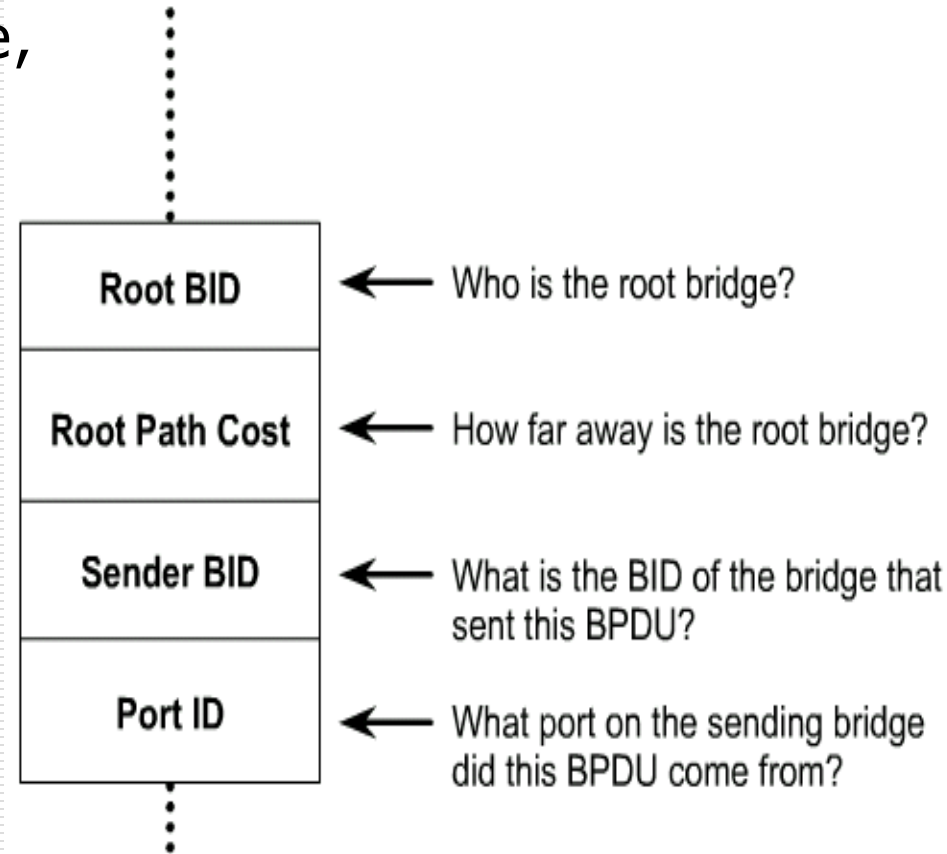 e,
Root BID
Who is the root bridge?
Root Path Cost
How far away is the root bridge?
Sender BID
What is the BID of the bridge that
sent this BPDU?
Port ID
What port on the sending bridge
did this BPDU come from?